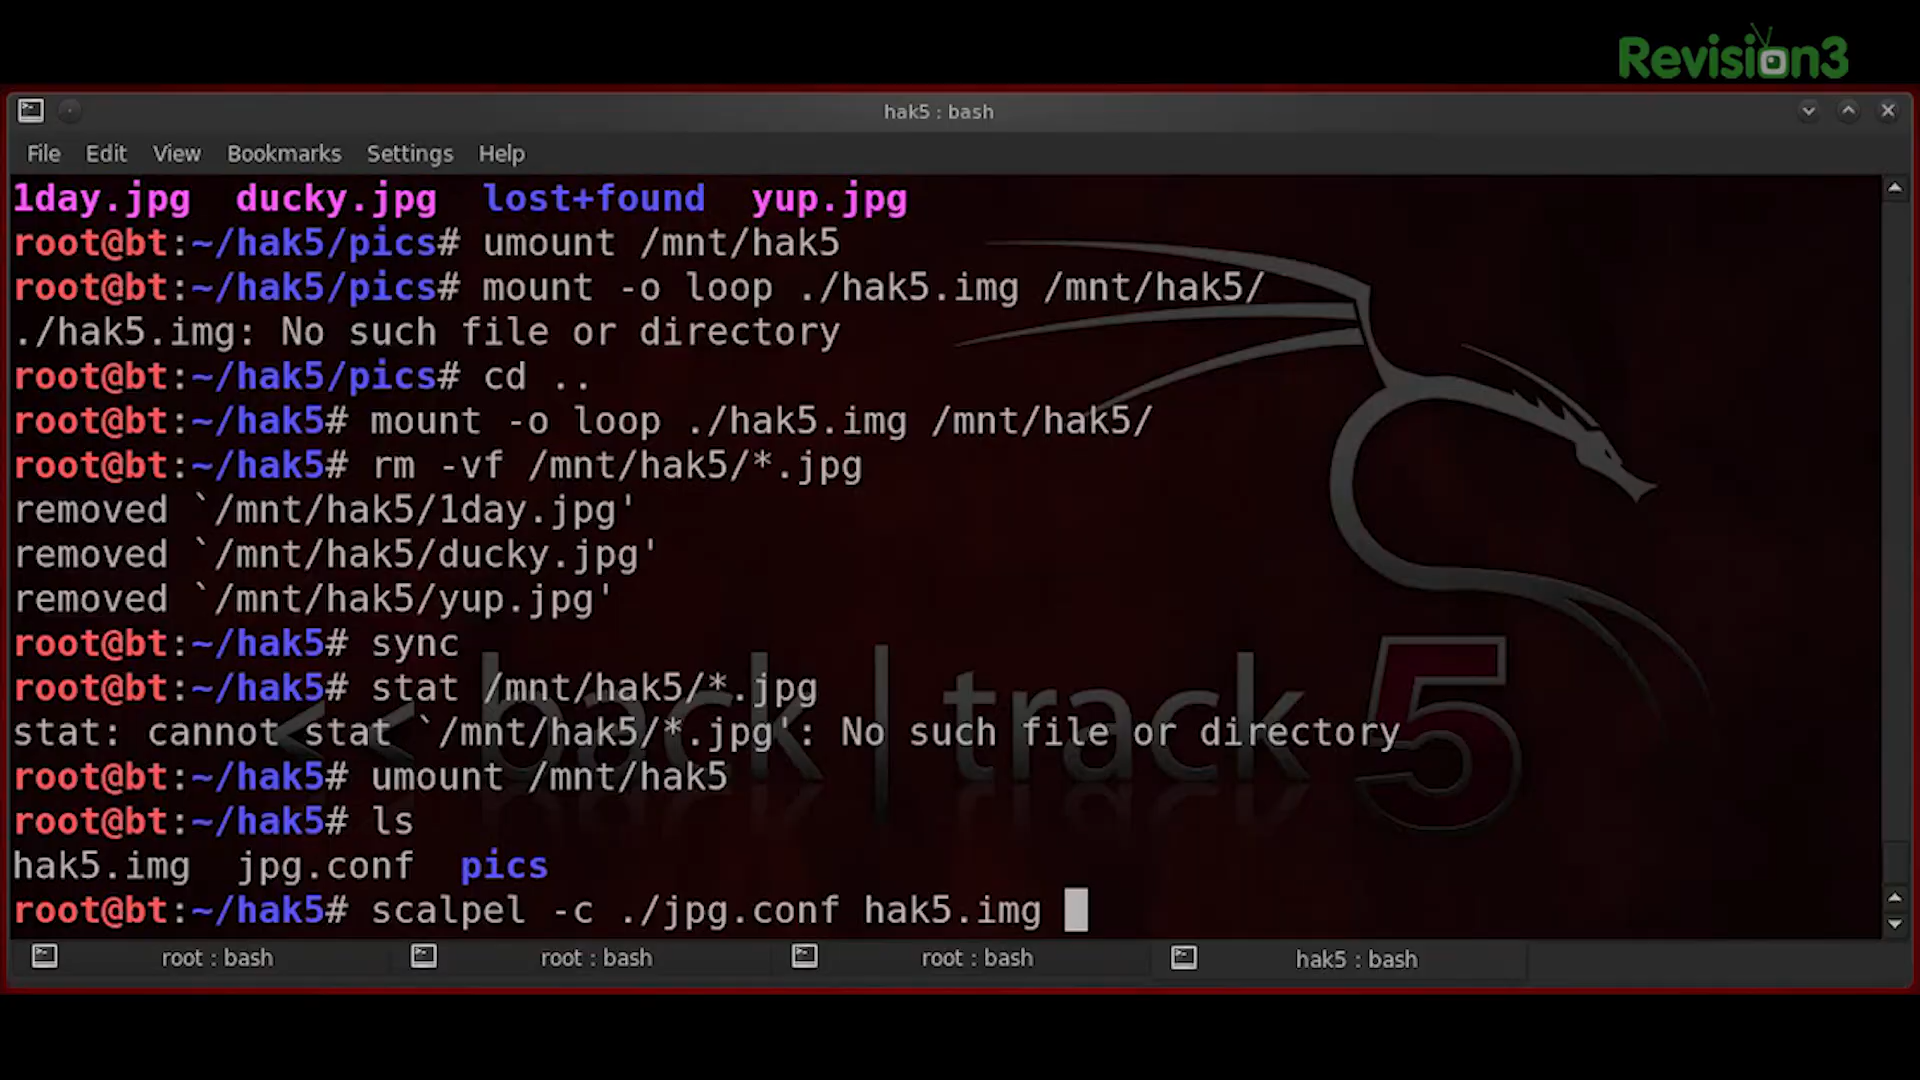 Revision3
hak5 : bash
File Edit View Bookmarks Settings Help
1day.jpg ducky.jpg lost+found yup.jpg
root@bt:~/hak5/pics# umount /mnt/hak5
root@bt:~/hak5/pics# mount -o loop ./hak5.img /mnt/hak5/
./hak5.img: No such file or directory
root@bt:~/hak5/pics# cd ..
root@bt:~/hak5# mount -o loop ./hak5.img /mnt/hak5/
root@bt:~/hak5# rm -vf /mnt/hak5/*.jpg
removed `/mnt/hak5/1day.jpg'
removed `/mnt/hak5/ducky.jpg'
removed `/mnt/hak5/yup.jpg'
root@bt:~/hak5# sync
root@bt:~/hak5# stat /mnt/hak5/*.jpg
stat: cannot stat `/mnt/hak5/*.jpg': No such file or directory
root@bt:~/hak5# umount /mnt/hak5
root@bt:~/hak5# ls
hak5.img jpg.conf pics
root@bt:~/hak5# scalpel -c ./jpg.conf hak5.img
<< back | track 5
root : bash root : bash root : bash hak5 : bash